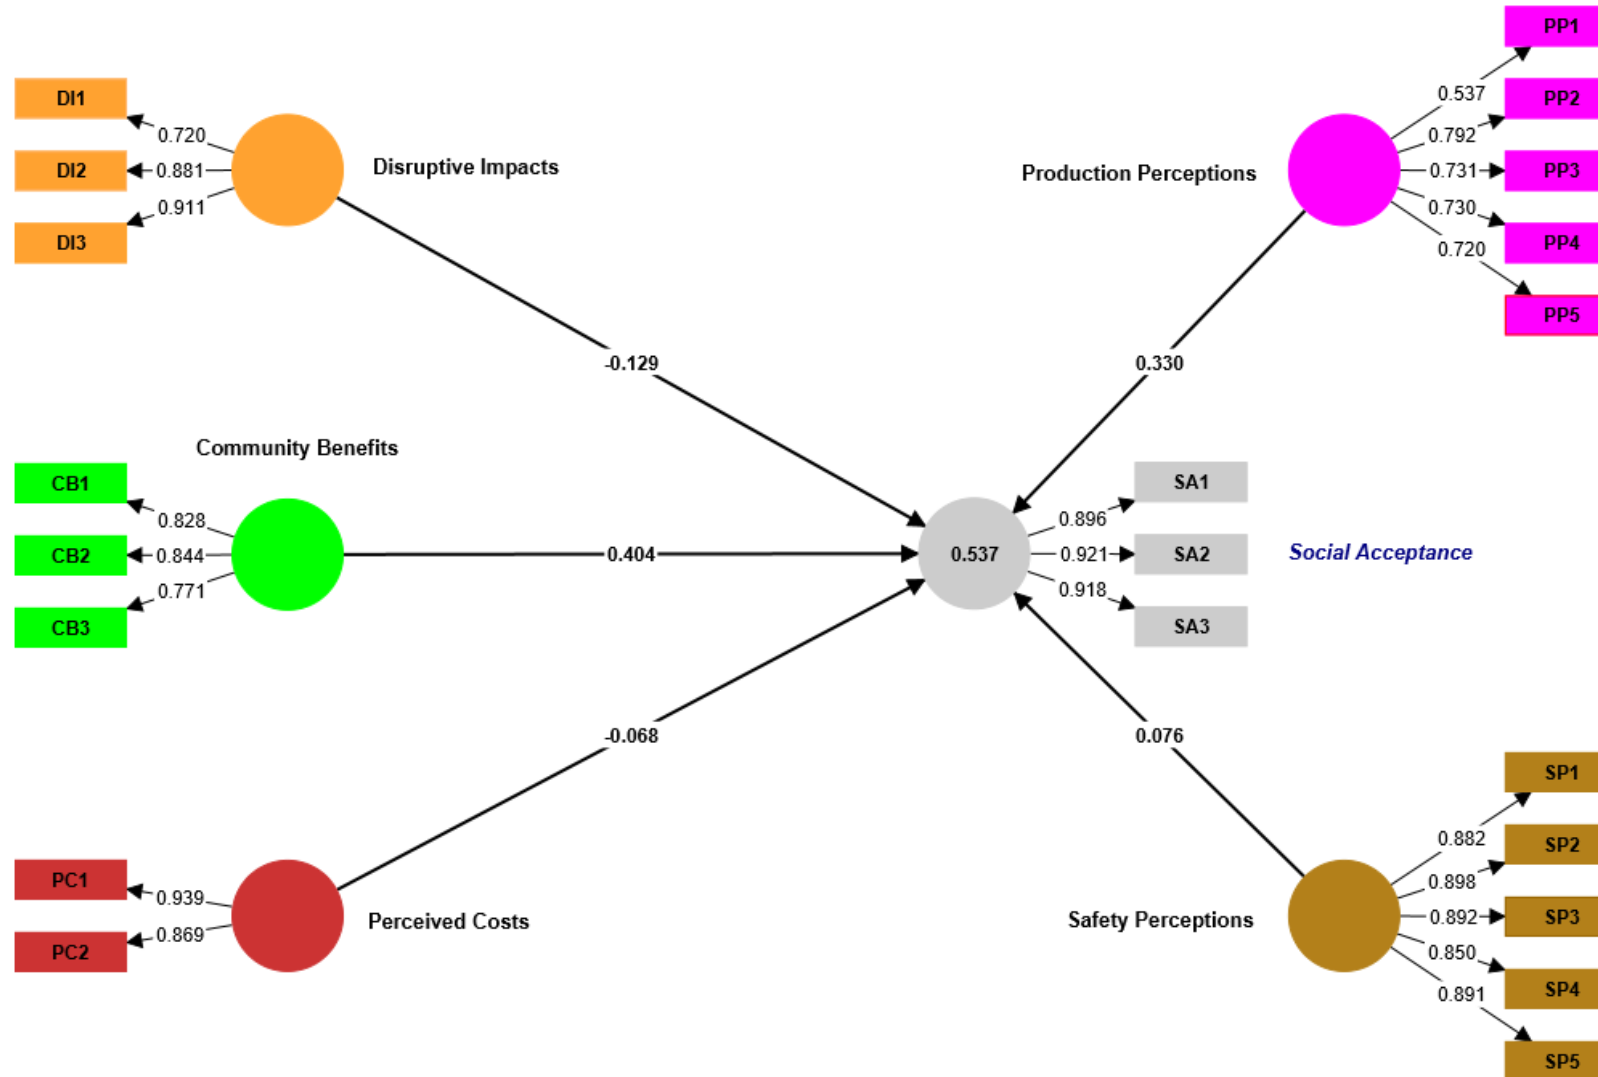 PP1
DI1
0.537
PP2
0.720
0.792
DI2
0.881
Disruptive Impacts
Production Perceptions
0.731
PP3
0.911
0.730
DI3
0.720
PP4
PP5
-0.129
0.330
Community Benefits
CB1
SA1
0.828
0.896
CB2
0.844
0.404
0.537
0.921
SA2
Social Acceptance
0.771
0.918
CB3
SA3
-0.068
0.076
SP1
0.882
SP2
PC1
0.939
0.898
Perceived Costs
Safety Perceptions
0.892
SP3
0.869
PC2
0.850
0.891
SP4
SP5